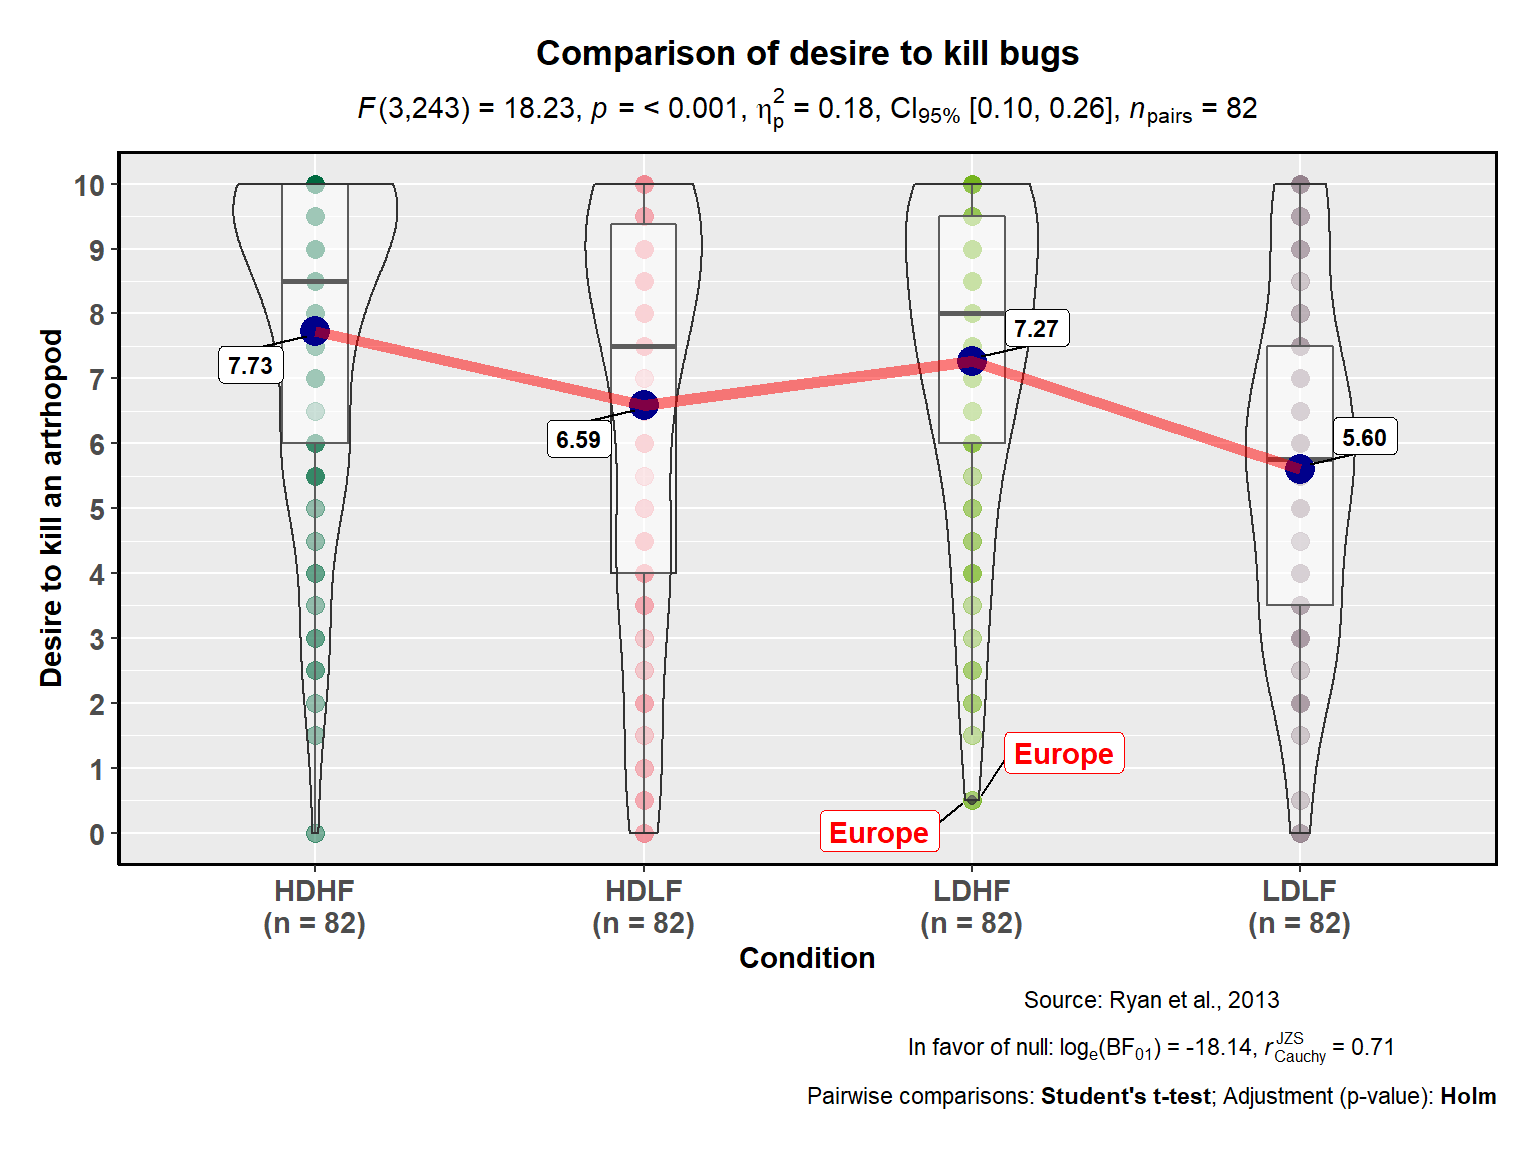 Comparison of desire to kill bugs
F(3,243) = 18.23, p = < 0.001, η²p = 0.18, CI95% [0.10, 0.26], npairs = 82
Desire to kill an artrhopod
10
9
8
7
6
5
4
3
2
1
0
7.73
6.59
7.27
5.60
Europe
Europe
HDHF
(n = 82)
HDLF
(n = 82)
LDHF
(n = 82)
LDLF
(n = 82)
Condition
Source: Ryan et al., 2013
In favor of null: loge(BF01) = -18.14, rJZSCauchy = 0.71
Pairwise comparisons: Student's t-test; Adjustment (p-value): Holm